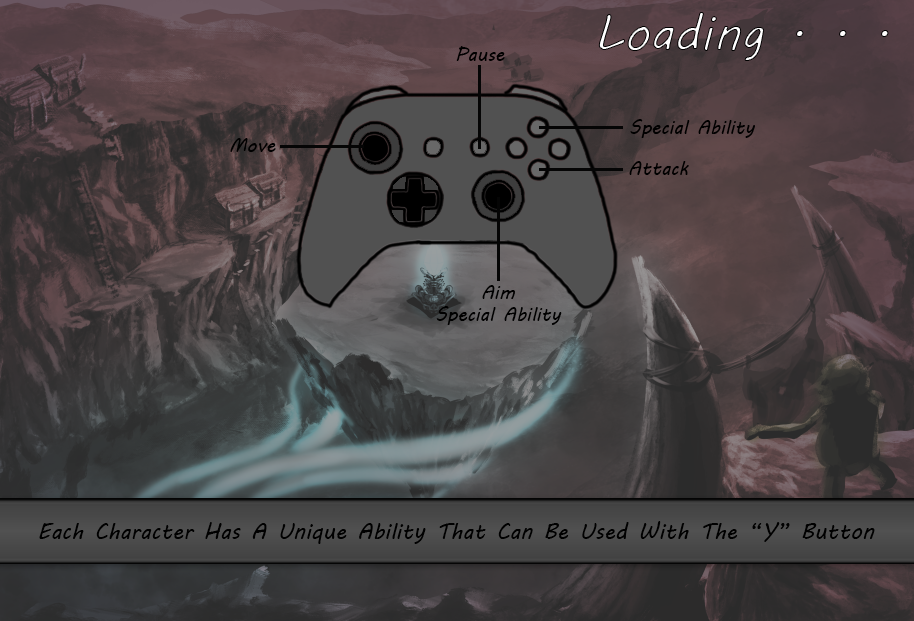 Loading . . .
Pause
Special Ability
Move
Attack
Aim
Special Ability
Each Character Has A Unique Ability That Can Be Used With The “Y” Button